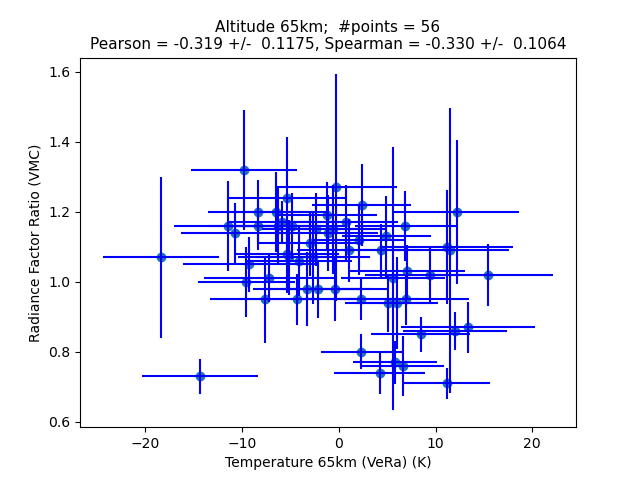 Altitude 65km;  #points = 56
Pearson = -0.319 +/-  0.1175, Spearman = -0.330 +/-  0.1064
1.6
1.4
1.2
1.0
0.8
0.6
Radiance Factor Ratio (VMC)
−20 −10 0 10 20
Temperature 65km (VeRa) (K)